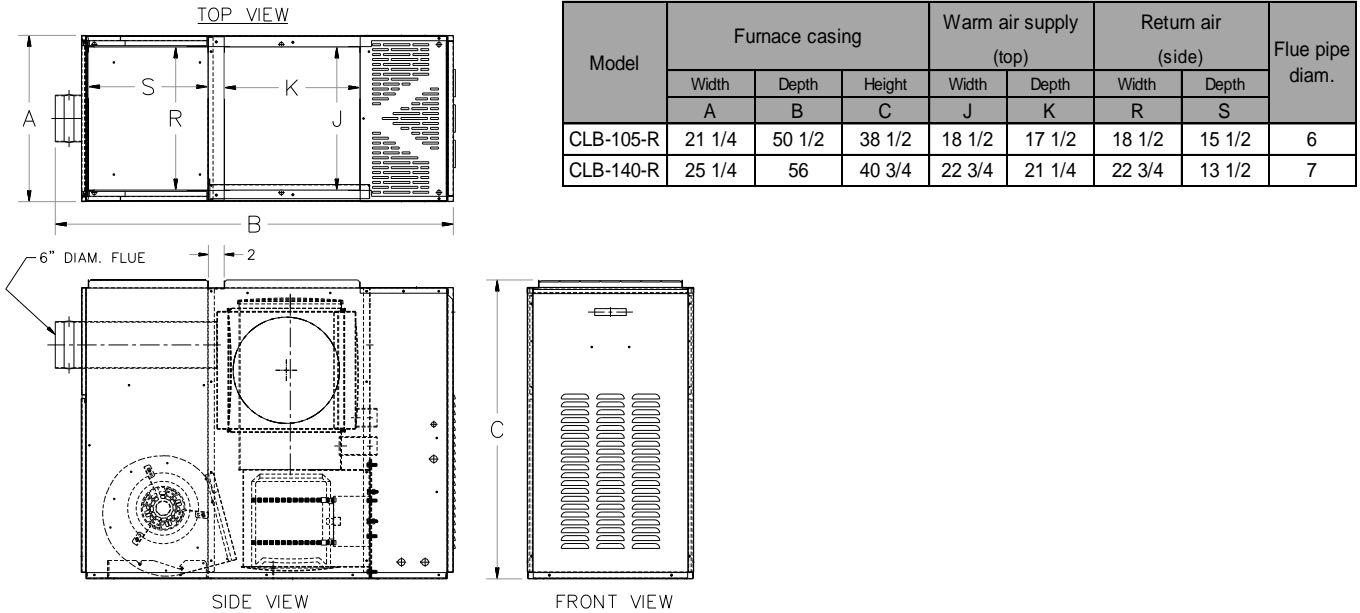 TOP VIEW
A
S
R
K
J
B
6" DIAM. FLUE
2
C
SIDE VIEW
FRONT VIEW
Model
Furnace casing
Warm air supply
(top)
Return air
(side)
Flue pipe
diam.
Width Depth Height Width Depth Width Depth
A B C J K R S
CLB-105-R 21 1/4 50 1/2 38 1/2 18 1/2 17 1/2 18 1/2 15 1/2 6
CLB-140-R 25 1/4 56 40 3/4 22 3/4 21 1/4 22 3/4 13 1/2 7